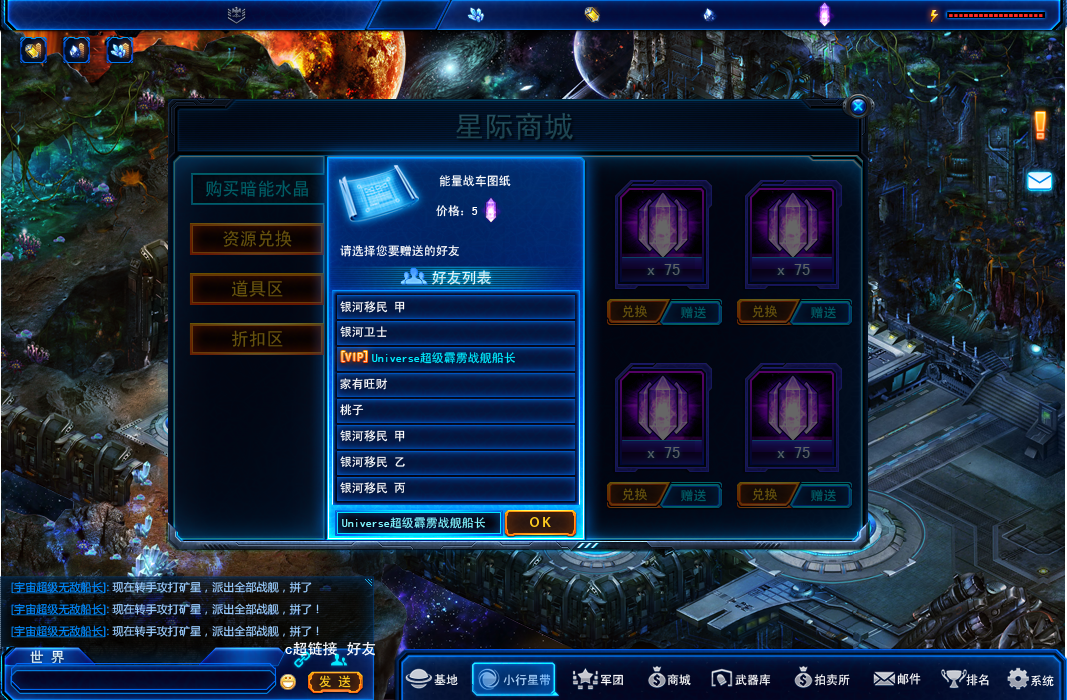 星际商城
购买暗能水晶
资源兑换
道具区
折扣区
能量战车图纸
价格: 5
请选择您要赠送的好友
好友列表
银河移民 甲
银河卫士
[VIP] Universe超级霹雳战舰船长
家有旺财
桃子
银河移民 甲
银河移民 乙
银河移民 丙
Universe超级霹雳战舰船长
OK
x 75
兑换 赠送
x 75
兑换 赠送
x 75
兑换 赠送
x 75
兑换 赠送
[宇宙超级无敌船长]: 现在转手攻打矿星，派出全部战舰，拼了
[宇宙超级无敌船长]: 现在转手攻打矿星，派出全部战舰，拼了！
[宇宙超级无敌船长]: 现在转手攻打矿星，派出全部战舰，拼了！
c超链接 好友
世 界
发 送
基地
小行星带
军团
商城
武器库
拍卖所
邮件
排名
系统